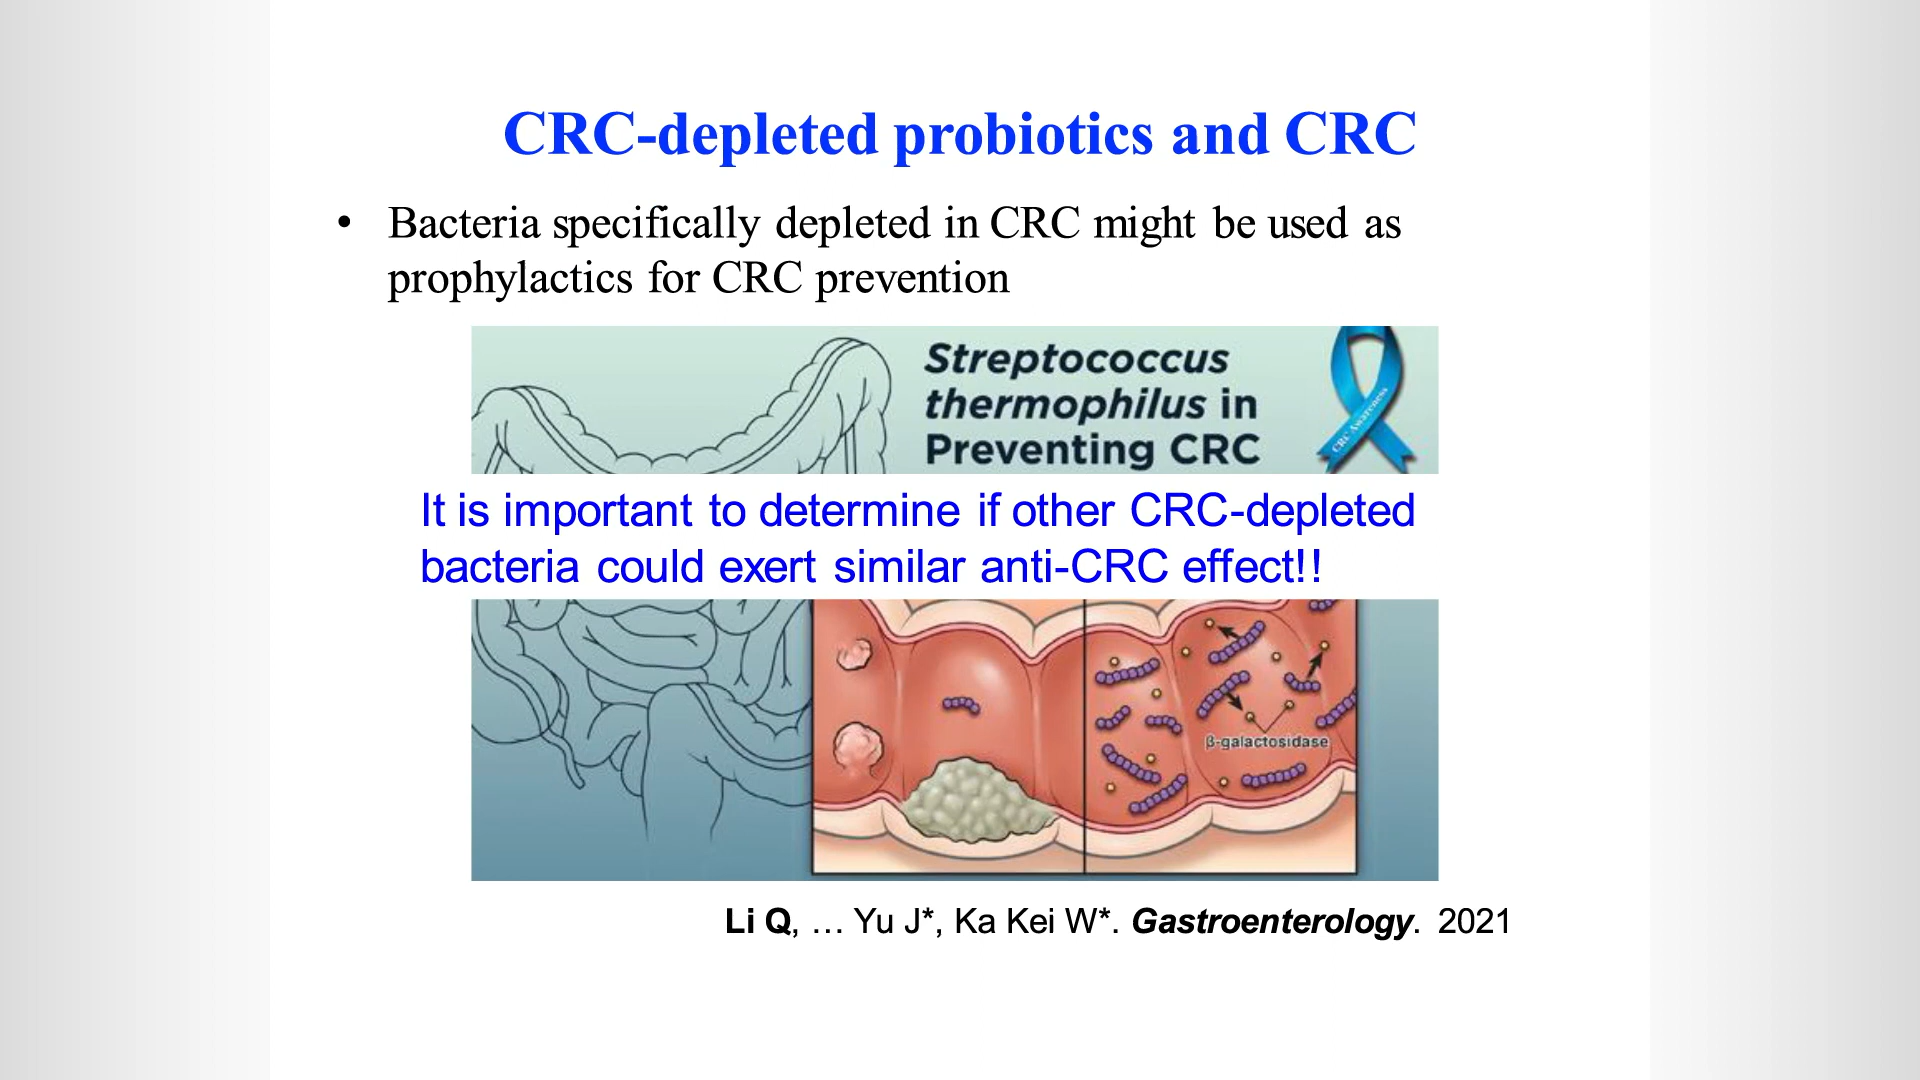 CRC-depleted probiotics and CRC
• Bacteria specifically depleted in CRC might be used as
prophylactics for CRC prevention
Streptococcus
thermophilus in
Preventing CRC
CRC Awareness
It is important to determine if other CRC-depleted
bacteria could exert similar anti-CRC effect!!
β-galactosidase
Li Q, … Yu J*, Ka Kei W*. Gastroenterology. 2021